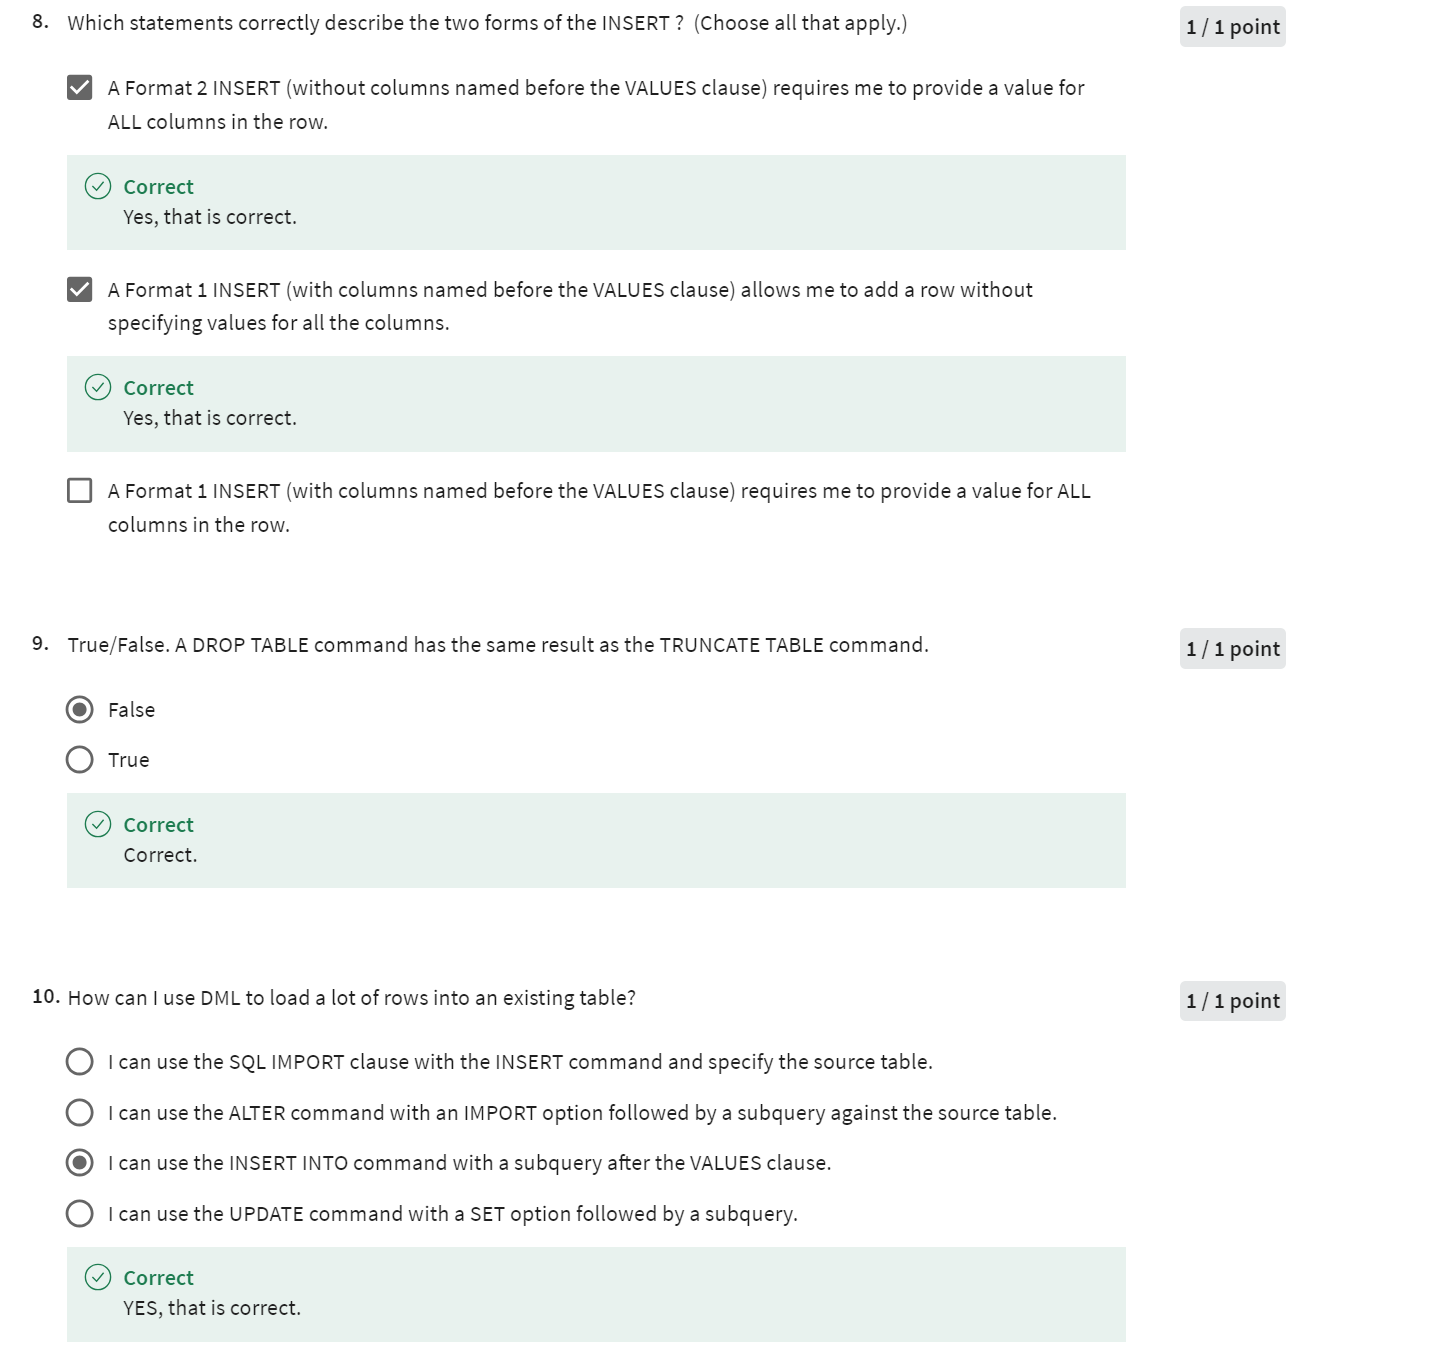 8. Which statements correctly describe the two forms of the INSERT ? (Choose all that apply.)
1 / 1 point
A Format 2 INSERT (without columns named before the VALUES clause) requires me to provide a value for
ALL columns in the row.
Correct
Yes, that is correct.
A Format 1 INSERT (with columns named before the VALUES clause) allows me to add a row without
specifying values for all the columns.
Correct
Yes, that is correct.
A Format 1 INSERT (with columns named before the VALUES clause) requires me to provide a value for ALL
columns in the row.
9. True/False. A DROP TABLE command has the same result as the TRUNCATE TABLE command.
1 / 1 point
False
True
Correct
Correct.
10. How can I use DML to load a lot of rows into an existing table?
1 / 1 point
I can use the SQL IMPORT clause with the INSERT command and specify the source table.
I can use the ALTER command with an IMPORT option followed by a subquery against the source table.
I can use the INSERT INTO command with a subquery after the VALUES clause.
I can use the UPDATE command with a SET option followed by a subquery.
Correct
YES, that is correct.